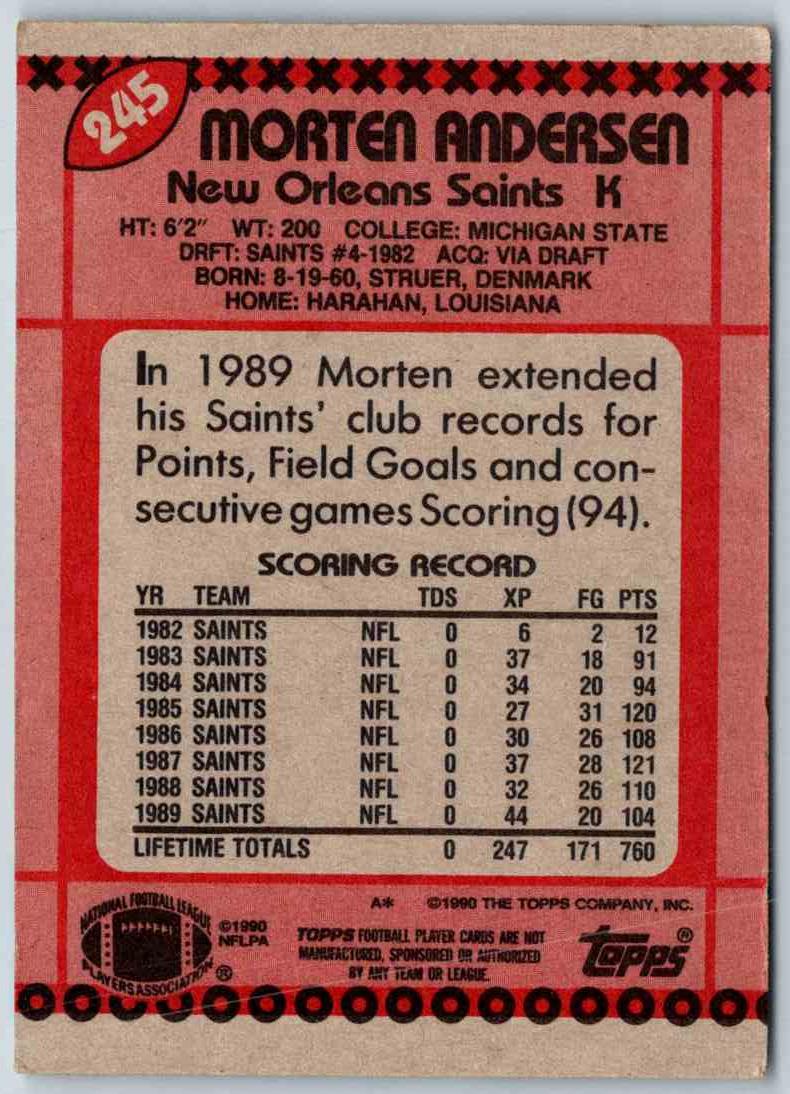 245
MORTEN ANDERSEN
New Orleans Saints K
HT: 6'2" WT: 200 COLLEGE: MICHIGAN STATE
DRFT: SAINTS #4-1982 ACQ: VIA DRAFT
BORN: 8-19-60, STRUER, DENMARK
HOME: HARAHAN, LOUISIANA
In 1989 Morten extended
his Saints' club records for
Points, Field Goals and con-
secutive games Scoring (94).
SCORING RECORD
YR TEAM TDS XP FG PTS
1982 SAINTS NFL 0 6 2 12
1983 SAINTS NFL 0 37 18 91
1984 SAINTS NFL 0 34 20 94
1985 SAINTS NFL 0 27 31 120
1986 SAINTS NFL 0 30 26 108
1987 SAINTS NFL 0 37 28 121
1988 SAINTS NFL 0 32 26 110
1989 SAINTS NFL 0 44 20 104
LIFETIME TOTALS 0 247 171 760
A* ©1990 THE TOPPS COMPANY, INC.
NATIONAL FOOTBALL LEAGUE
PLAYERS ASSOCIATION ®
©1990
NFLPA
TOPPS FOOTBALL PLAYER CARDS ARE NOT
MANUFACTURED, SPONSORED OR AUTHORIZED
BY ANY TEAM OR LEAGUE.
Topps®